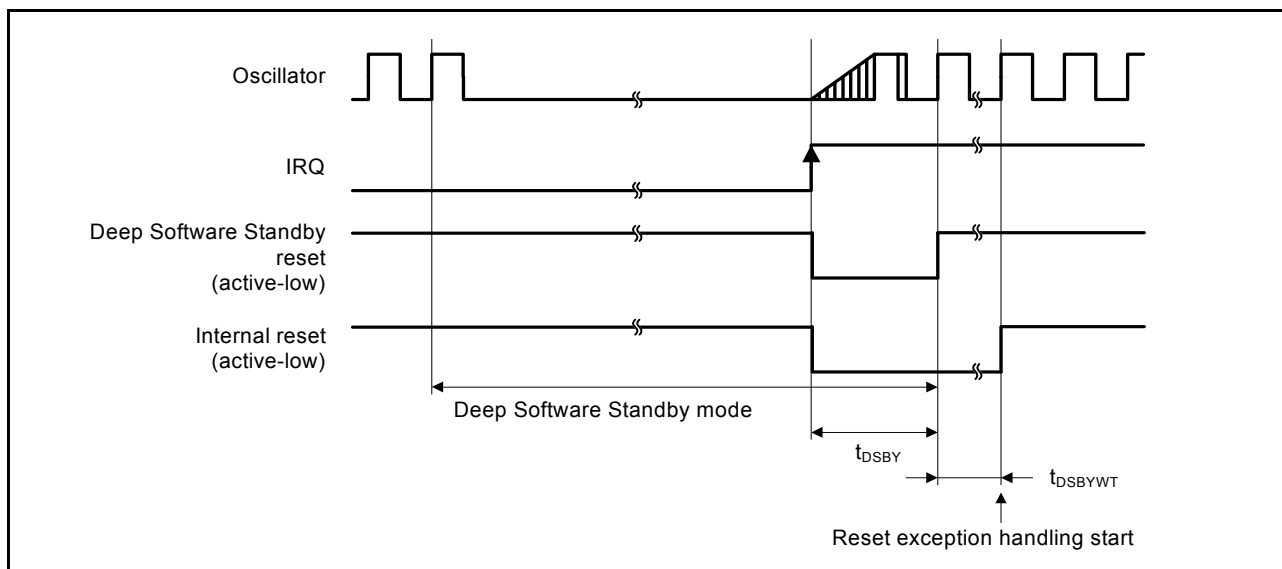 Oscillator
IRQ
Deep Software Standby
reset
(active-low)
Internal reset
(active-low)
Deep Software Standby mode
tDSBY
tDSBYWT
Reset exception handling start